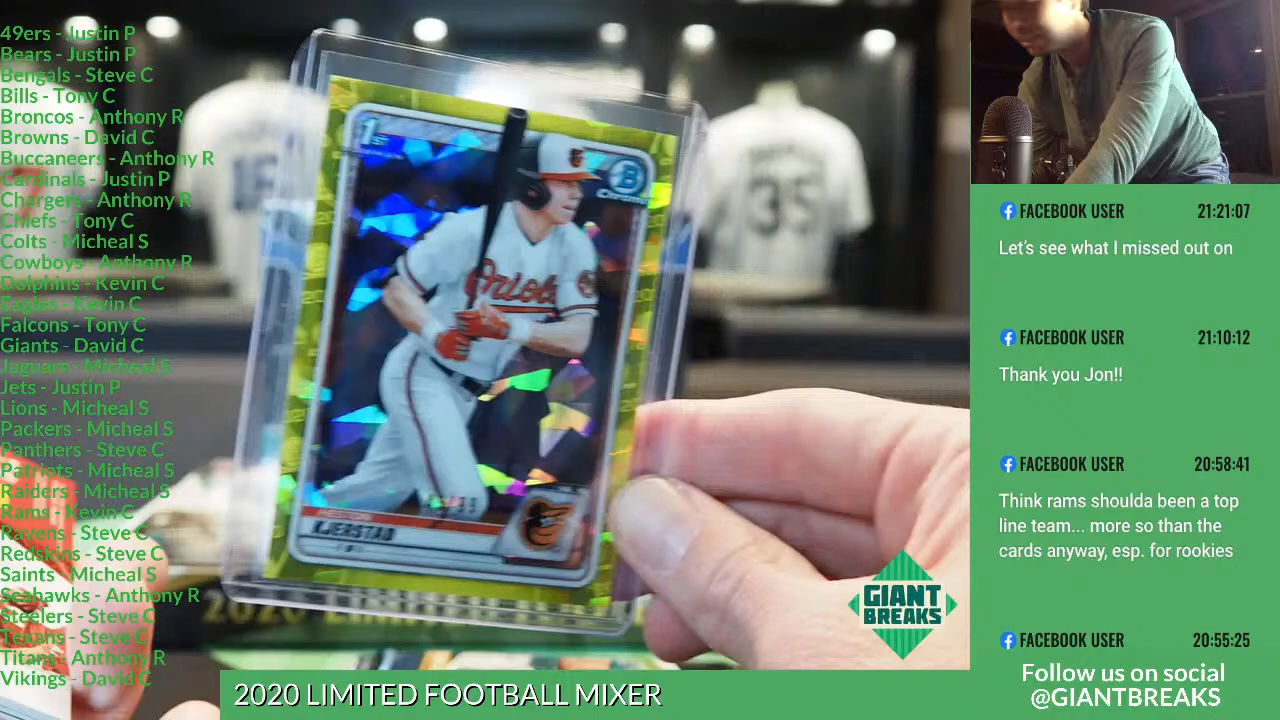 49ers - Justin P
Bears - Justin P
Bengals - Steve C
Bills - Tony C
Broncos - Anthony R
Browns - David C
Buccaneers - Anthony R
Cardinals - Justin P
Chargers - Anthony R
Chiefs - Tony C
Colts - Micheal S
Cowboys - Anthony R
Dolphins - Kevin C
Eagles - Kevin C
Falcons - Tony C
Giants - David C
Jaguars - Micheal S
Jets - Justin P
Lions - Micheal S
Packers - Micheal S
Panthers - Steve C
Patriots - Micheal S
Raiders - Micheal S
Rams - Kevin C
Ravens - Steve C
Redskins - Steve C
Saints - Micheal S
Seahawks - Anthony R
Steelers - Steve C
Texans - Steve C
Titans - Anthony R
Vikings - David C
1ST
B
Chrome
Orioles
HESTON
KJERSTAD
35
GIANT
BREAKS
2020 LIMITED FOOTBALL MIXER
FACEBOOK USER 21:21:07
Let's see what I missed out on
FACEBOOK USER 21:10:12
Thank you Jon!!
FACEBOOK USER 20:58:41
Think rams shoulda been a top
line team... more so than the
cards anyway, esp. for rookies
FACEBOOK USER 20:55:25
Follow us on social
@GIANTBREAKS